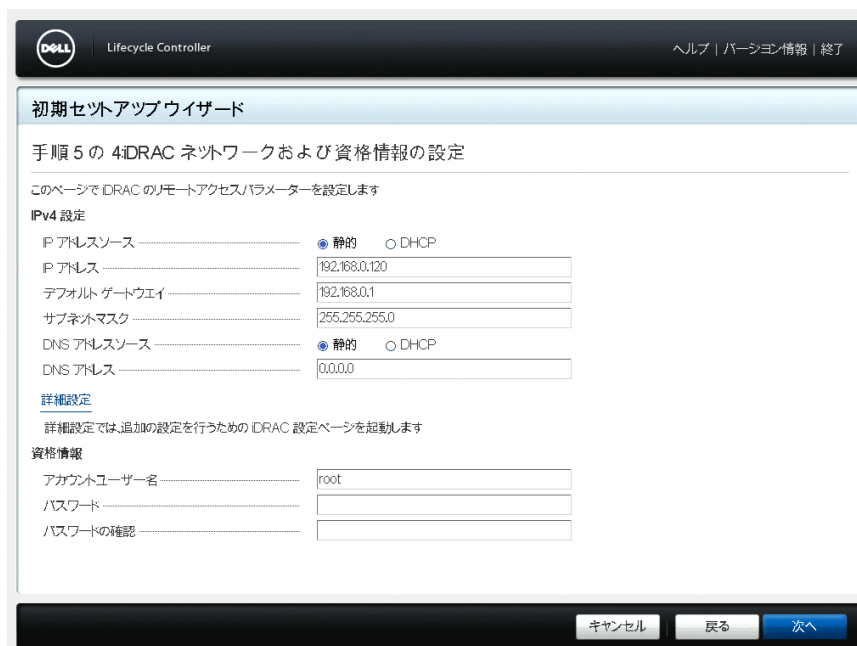 DELL Lifecycle Controller ヘルプ | バージョン情報 | 終了
初期セットアップ ウィザード
手順 5 の 4:iDRAC ネットワークおよび資格情報の設定
このページで iDRAC のリモートアクセスパラメーターを設定します
IPv4 設定
IP アドレスソース 静的 DHCP
IP アドレス 192.168.0.120
デフォルト ゲートウエイ 192.168.0.1
サブネットマスク 255.255.255.0
DNS アドレスソース 静的 DHCP
DNS アドレス 0.0.0.0
詳細設定
詳細設定では、追加の設定を行うための iDRAC 設定ページを起動します
資格情報
アカウントユーザー名 root
パスワード
パスワードの確認
キャンセル 戻る 次へ